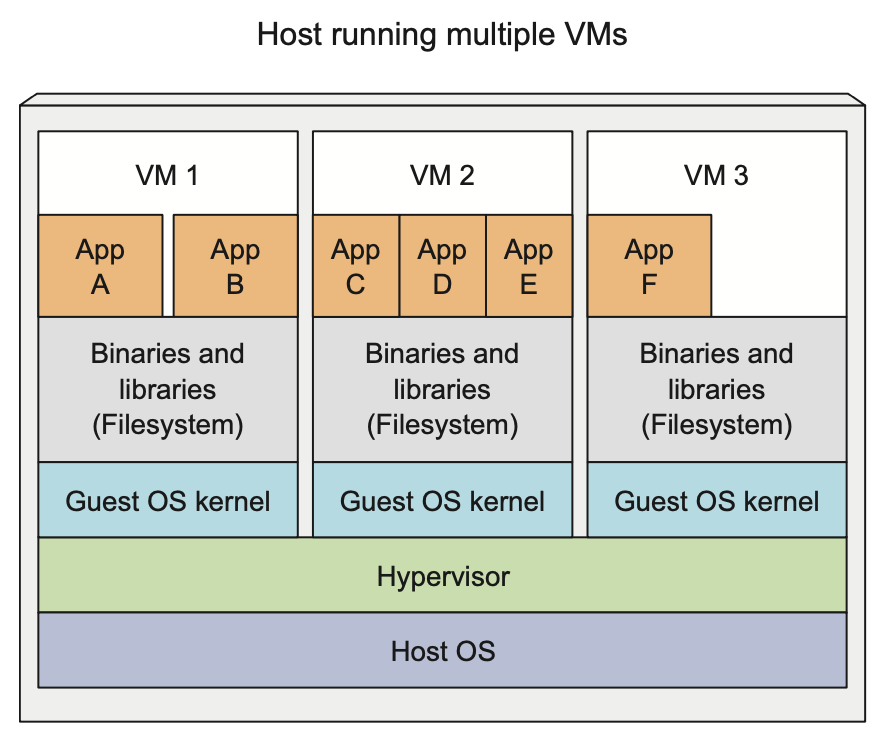 Host running multiple VMs
VM 1
VM 2
VM 3
App
A
App
B
App
C
App
D
App
E
App
F
Binaries and
libraries
(Filesystem)
Binaries and
libraries
(Filesystem)
Binaries and
libraries
(Filesystem)
Guest OS kernel
Guest OS kernel
Guest OS kernel
Hypervisor
Host OS